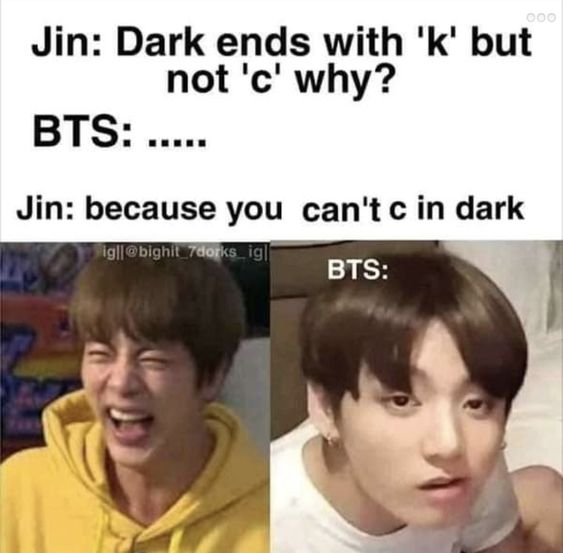 Jin: Dark ends with 'k' but
not 'c' why?
BTS: .....
Jin: because you can't c in dark
ig||@bighit_7dorks_ig|
BTS: